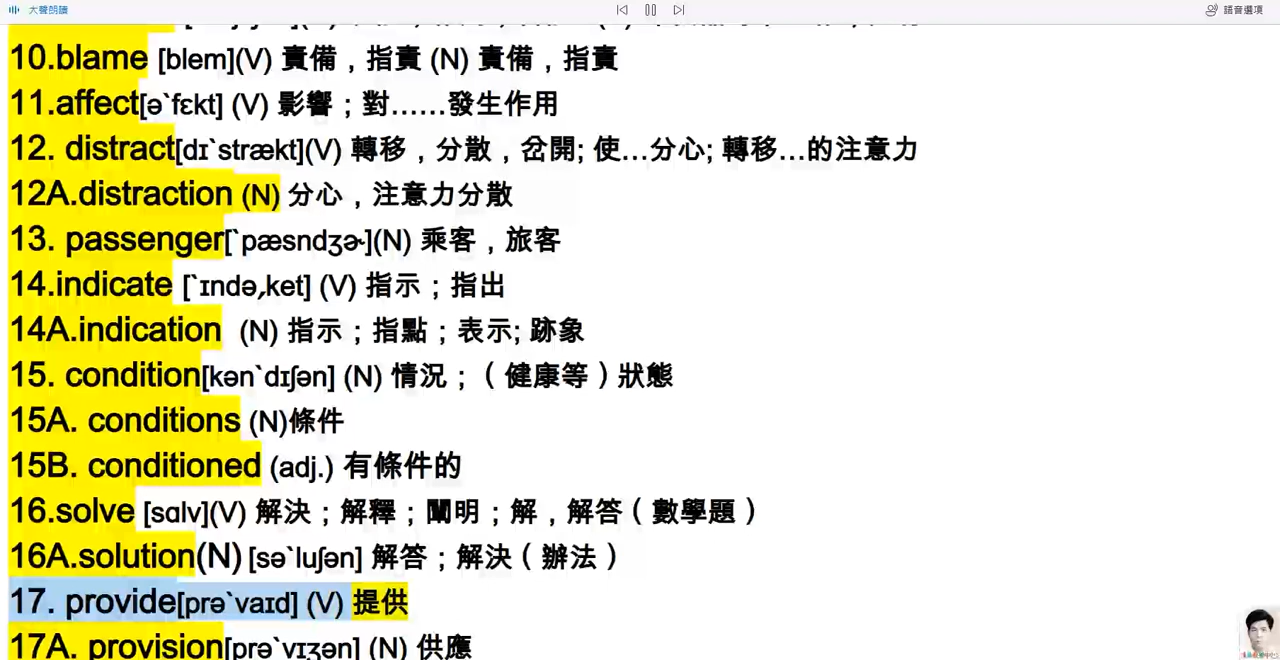 大聲朗讀
語音選項
10.blame [blem](V) 責備，指責 (N) 責備，指責
11.affect[ə`fɛkt] (V) 影響；對……發生作用
12. distract[dɪ`strækt](V) 轉移，分散，岔開; 使…分心; 轉移…的注意力
12A.distraction (N) 分心，注意力分散
13. passenger[`pæsndʒɚ](N) 乘客，旅客
14.indicate [`ɪndə͵ket] (V) 指示；指出
14A.indication (N) 指示；指點；表示; 跡象
15. condition[kən`dɪʃən] (N) 情況；（健康等）狀態
15A. conditions (N)條件
15B. conditioned (adj.) 有條件的
16.solve [sɑlv](V) 解決；解釋；闡明；解，解答（數學題）
16A.solution(N) [sə`luʃən] 解答；解決（辦法）
17. provide[prə`vaɪd] (V) 提供
17A. provision[prə`vɪʒən] (N) 供應